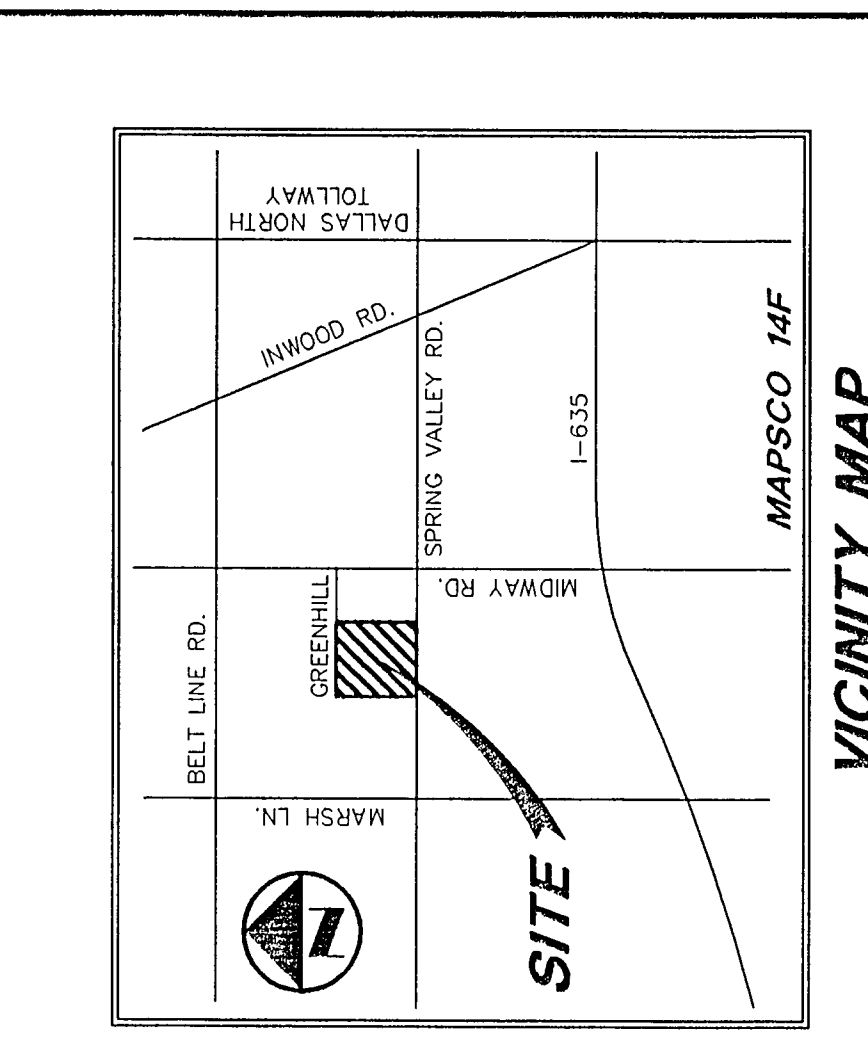 DALLAS NORTH
TOLLWAY
INWOOD RD.
SPRING VALLEY RD.
I-635
MAPSCO 14F
BELT LINE RD.
GREENHILL
MIDWAY RD.
MARSH LN.
N
SITE
VICINITY MAP